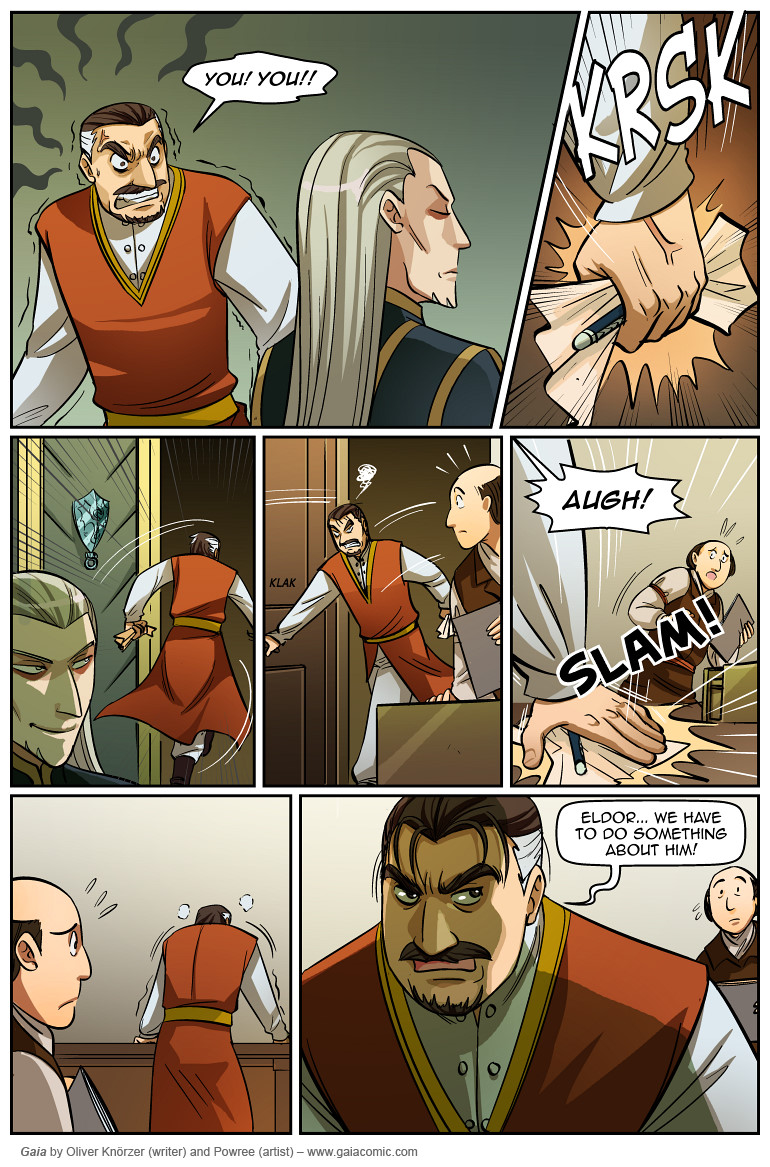 YOU! YOU!!
KRSK
KLAK
AUGH!
SLAM!
ELDOR... WE HAVE
TO DO SOMETHING
ABOUT HIM!
Gaia by Oliver Knörzer (writer) and Powree (artist) – www.gaiacomic.com